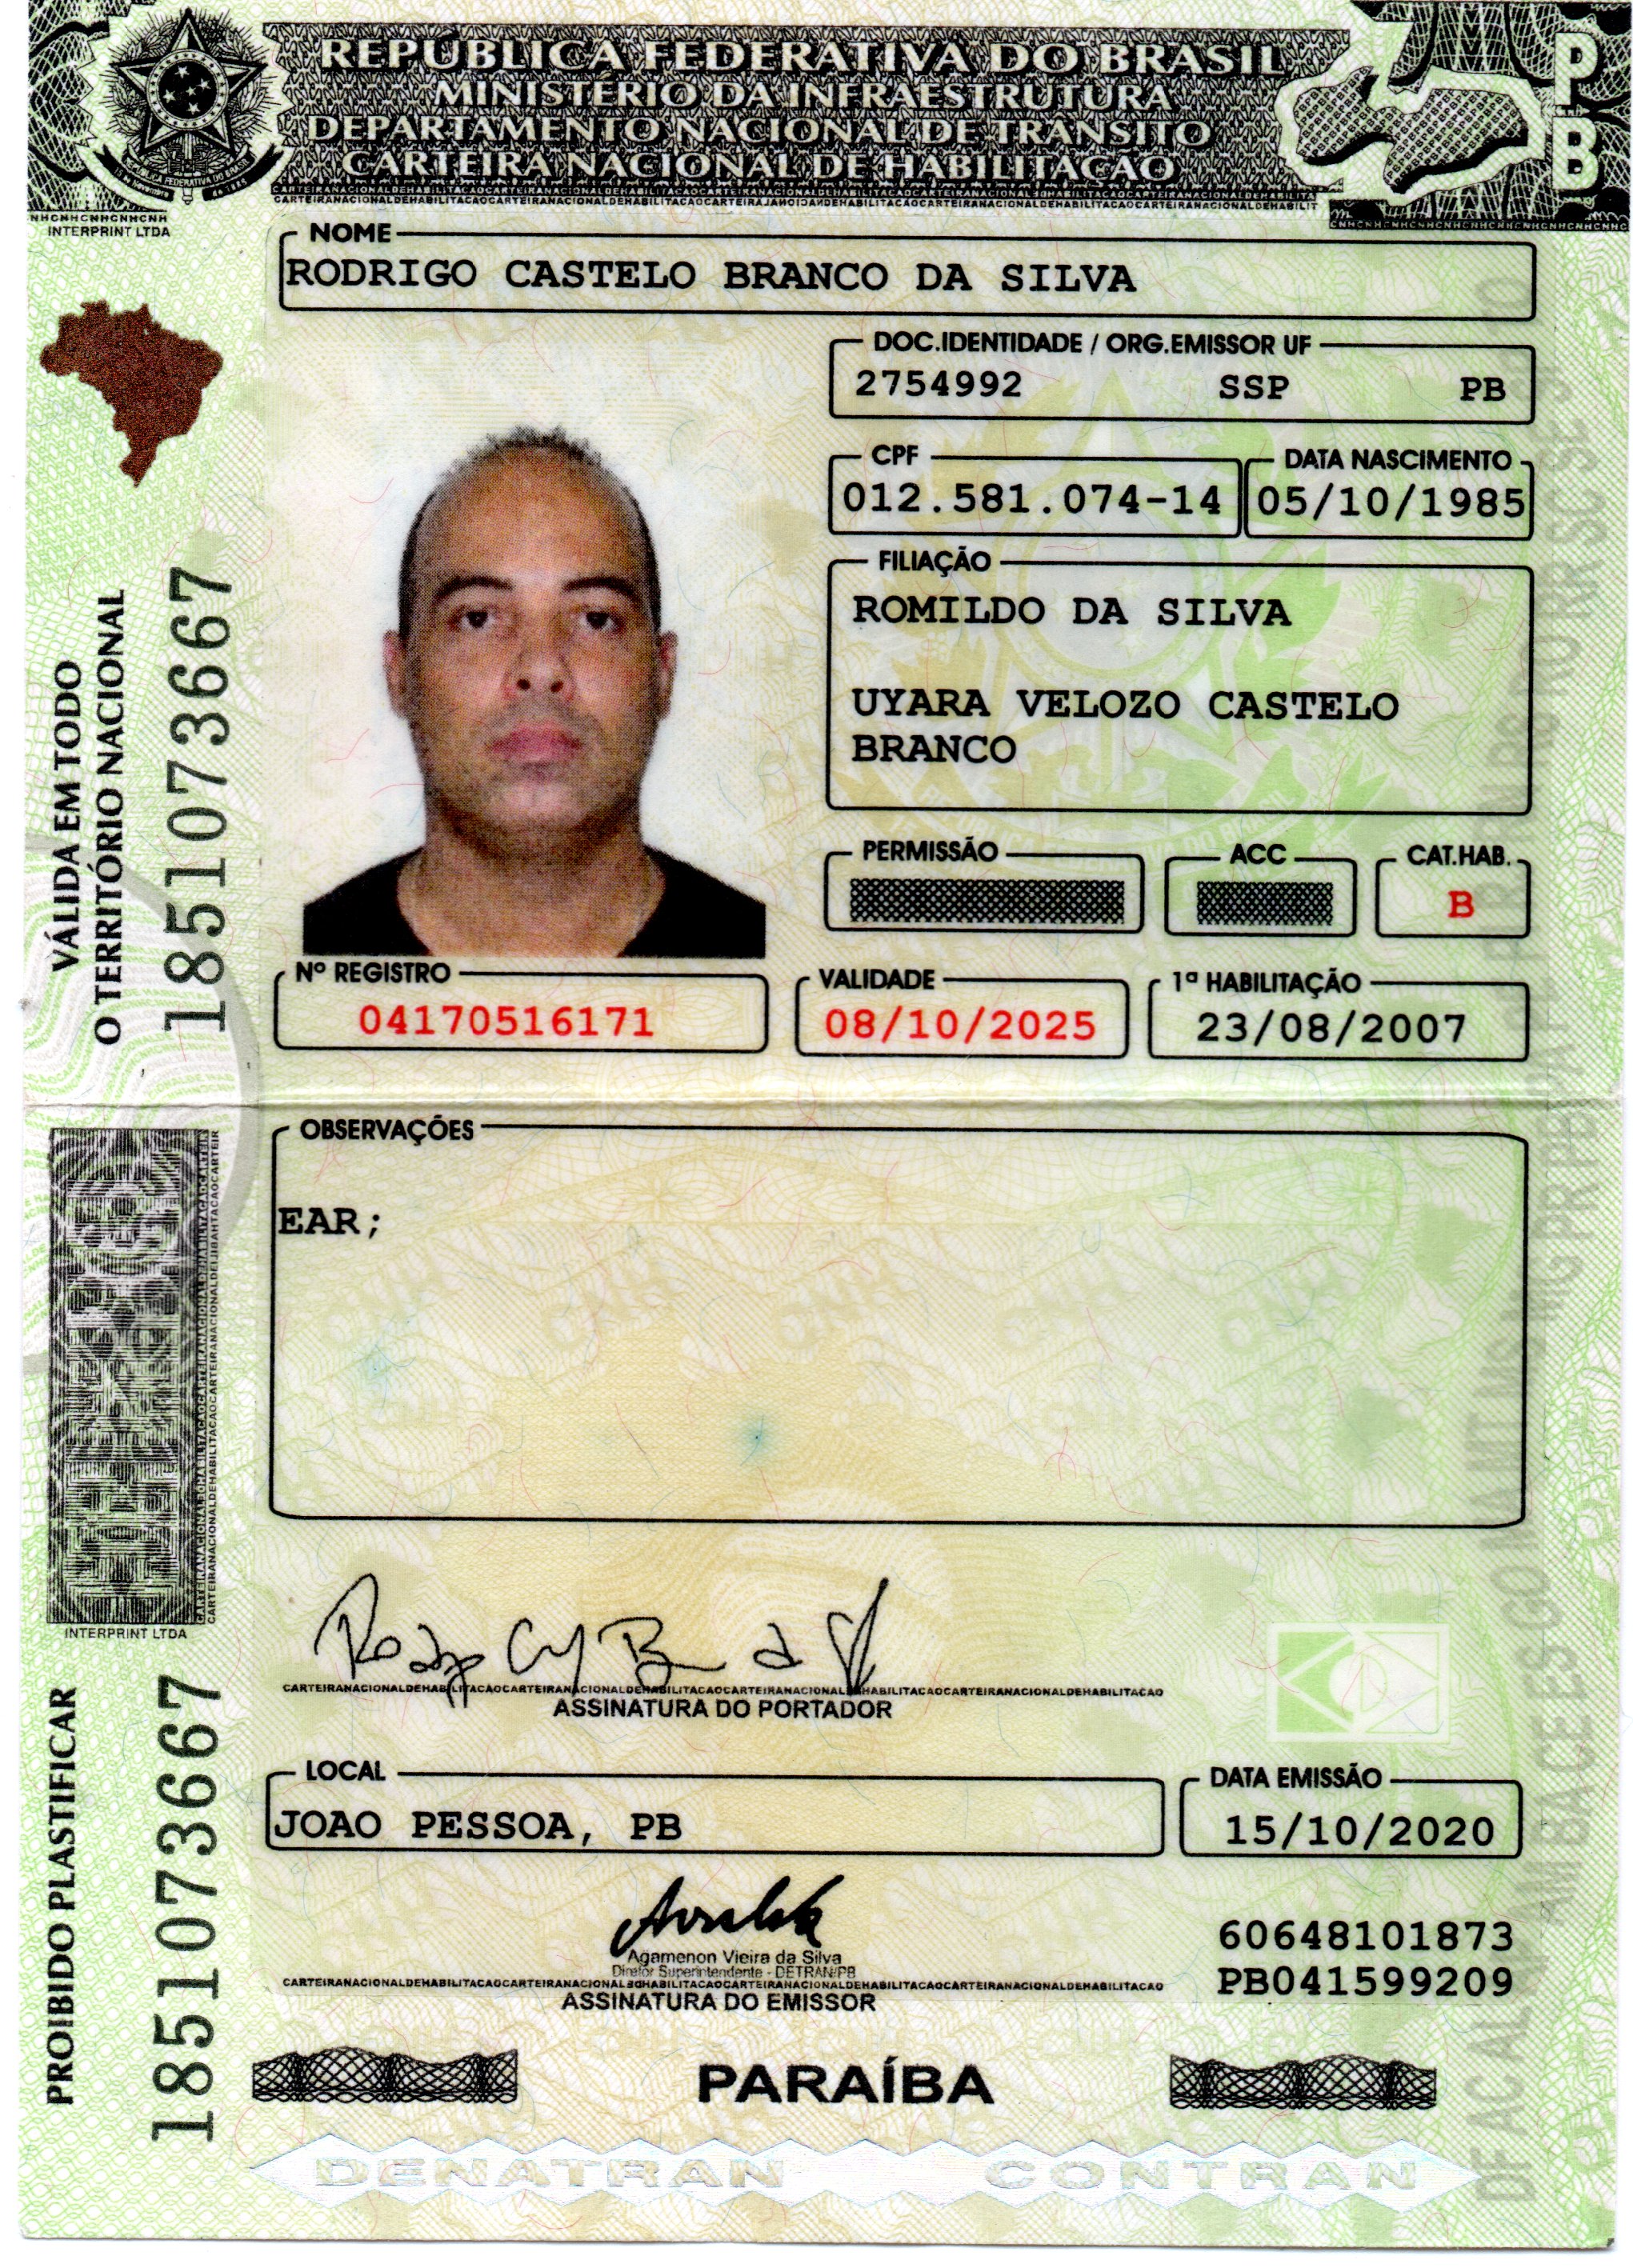 REPÚBLICA FEDERATIVA DO BRASIL
MINISTÉRIO DA INFRAESTRUTURA
DEPARTAMENTO NACIONAL DE TRÂNSITO
CARTEIRA NACIONAL DE HABILITAÇÃO
PB
INTERPRINT LTDA
NOME
RODRIGO CASTELO BRANCO DA SILVA
DOC.IDENTIDADE / ORG.EMISSOR UF
2754992 SSP PB
CPF
012.581.074-14
DATA NASCIMENTO
05/10/1985
FILIAÇÃO
ROMILDO DA SILVA
UYARA VELOZO CASTELO
BRANCO
PERMISSÃO
ACC
CAT.HAB.
B
Nº REGISTRO
04170516171
VALIDADE
08/10/2025
1ª HABILITAÇÃO
23/08/2007
VÁLIDA EM TODO
O TERRITÓRIO NACIONAL
1851073667
OBSERVAÇÕES
EAR;
INTERPRINT LTDA
ASSINATURA DO PORTADOR
LOCAL
JOAO PESSOA, PB
DATA EMISSÃO
15/10/2020
Agamenon Vieira da Silva
Diretor Superintendente - DETRAN/PB
ASSINATURA DO EMISSOR
60648101873
PB041599209
PROIBIDO PLASTIFICAR
1851073667
PARAÍBA
DENATRAN CONTRAN